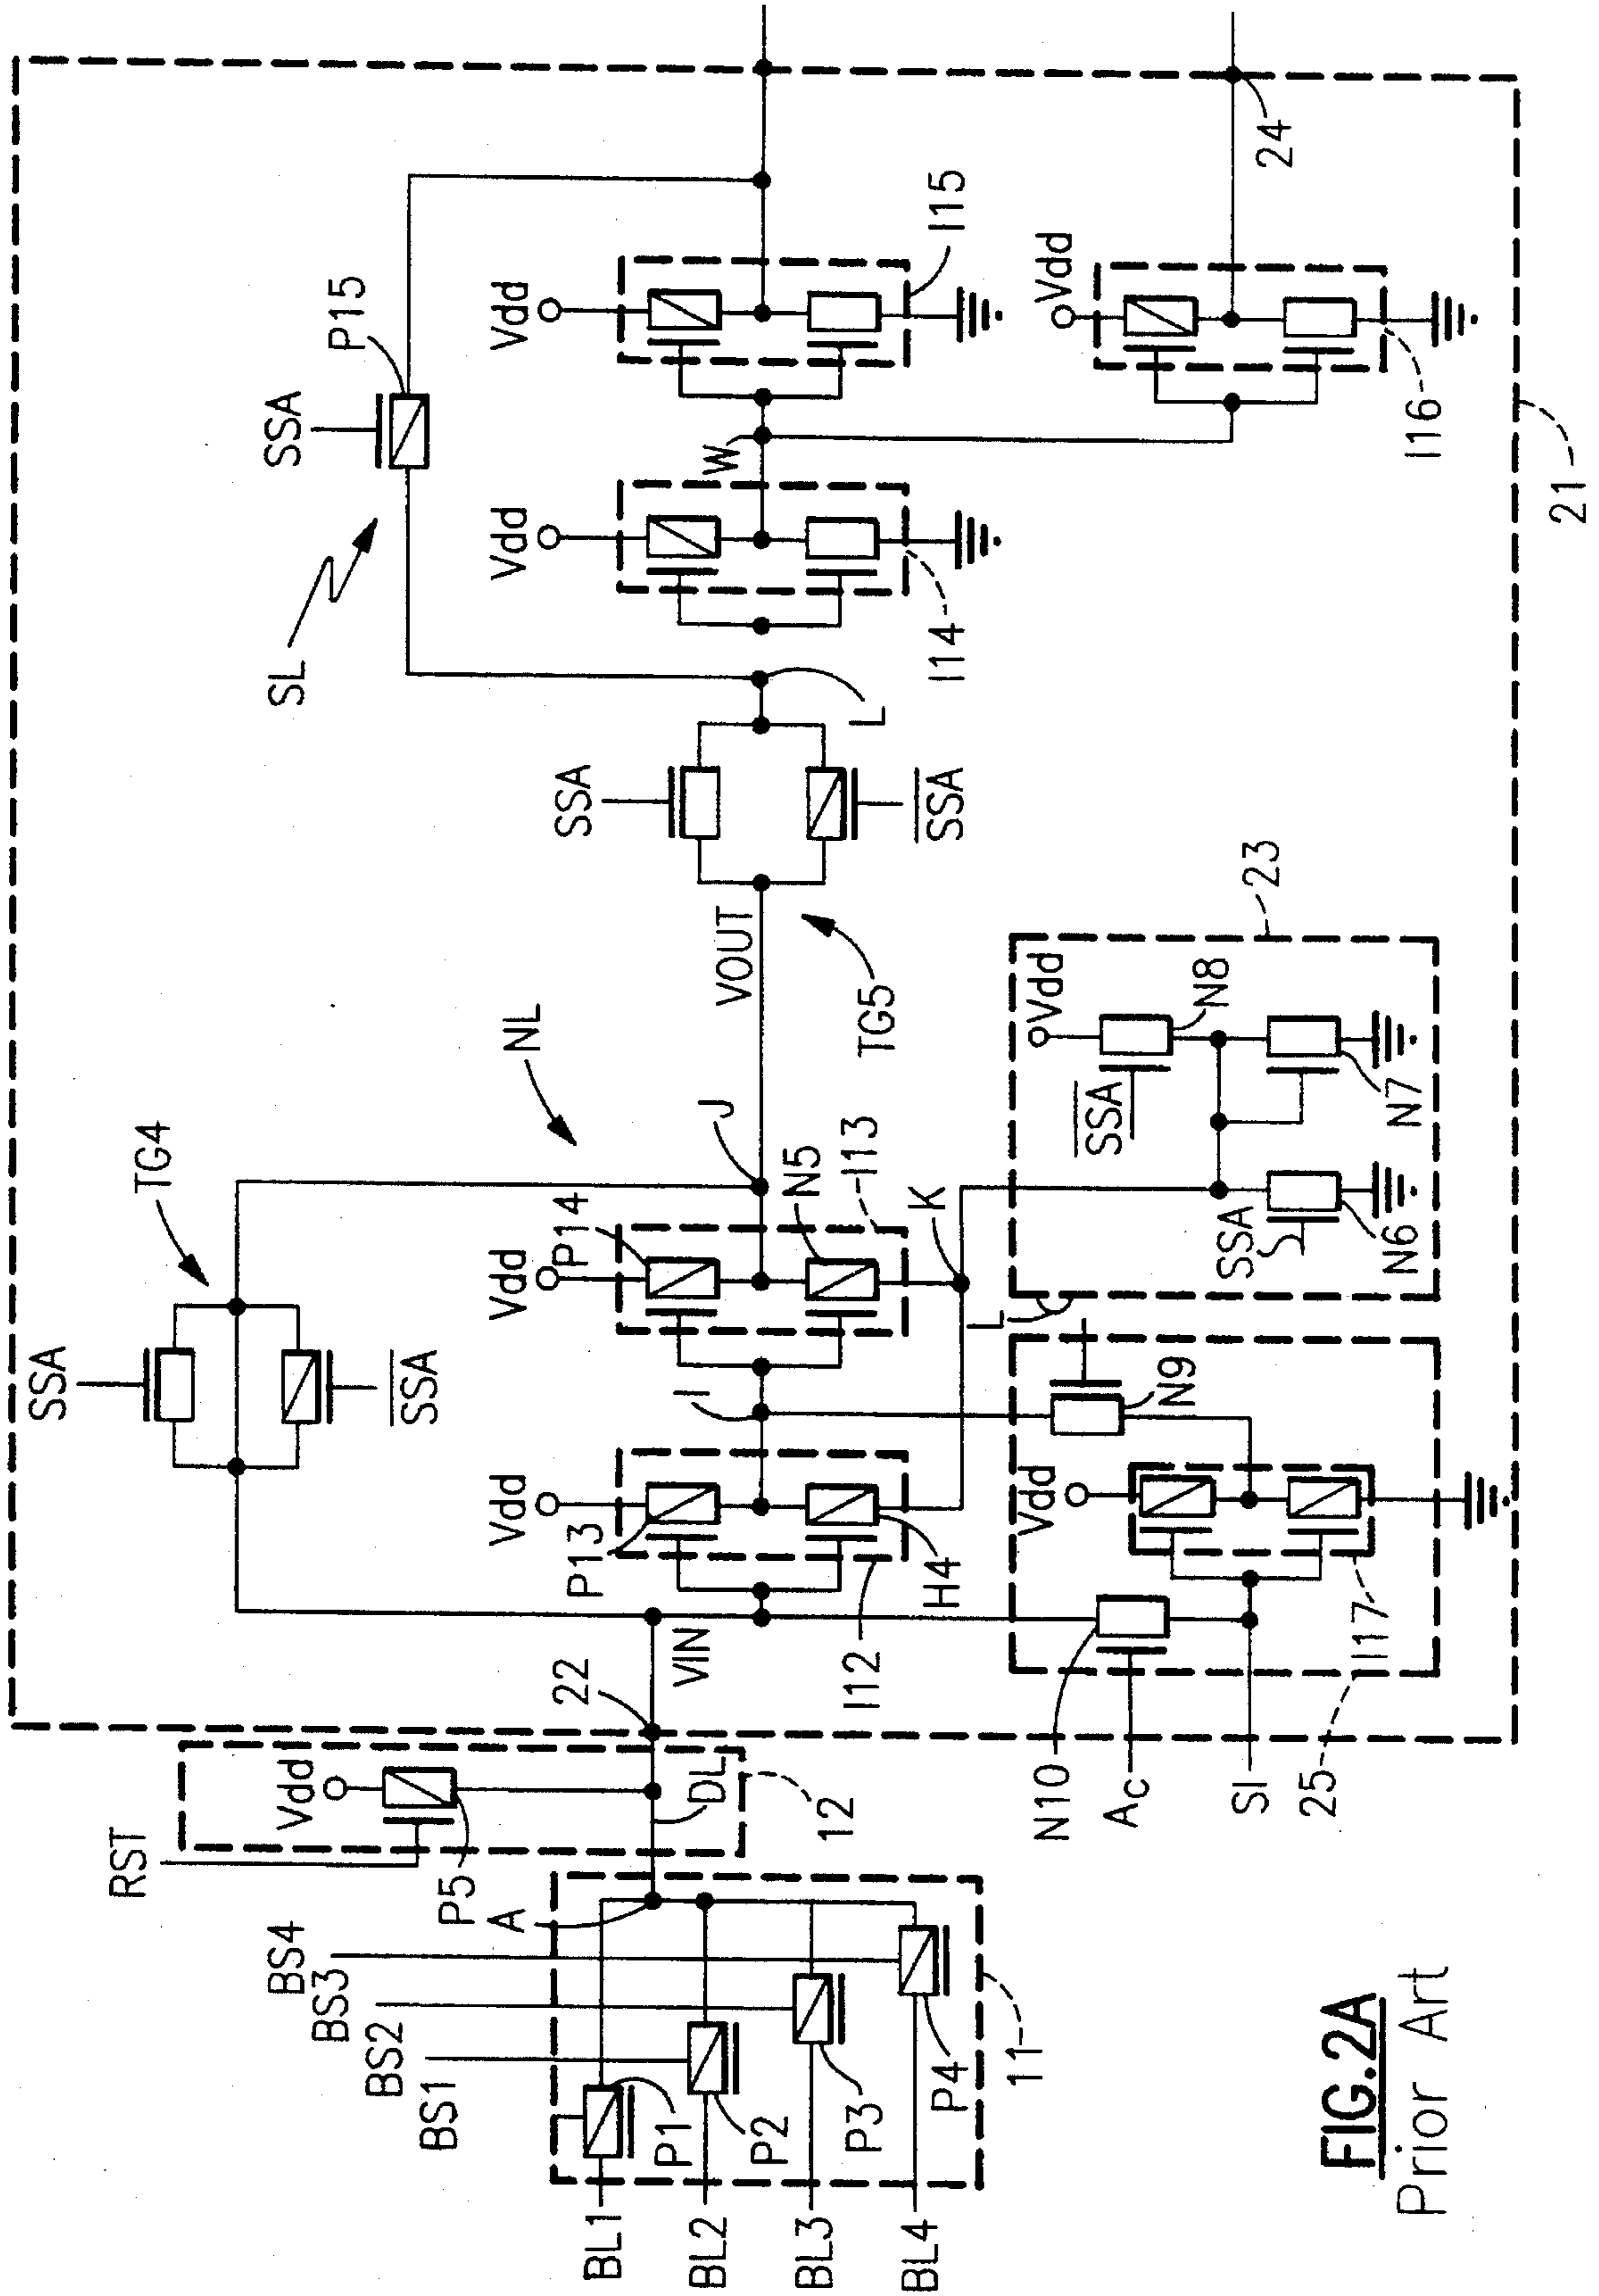 SSA
RST
TG4
BS4
Vdd
SL
SSA
BS3
P15
BS2
SSA
BS1
P5
A
Vdd
Vdd
NL
Vdd
Vdd
22
P13
P14
SSA
BL1
P1
VIN
I
DL
BL2
J
VOUT
W
P2
N5
BL3
P3
12
I12
I13
TG5
L
BL4
P4
H4
K
SSA
I14
I15
11
L
N10
Vdd
Vdd
Vdd
AC
SSA
N9
N8
SI
SSA
23
24
25
I17
N6
N7
I16
21
FIG.2A
Prior Art